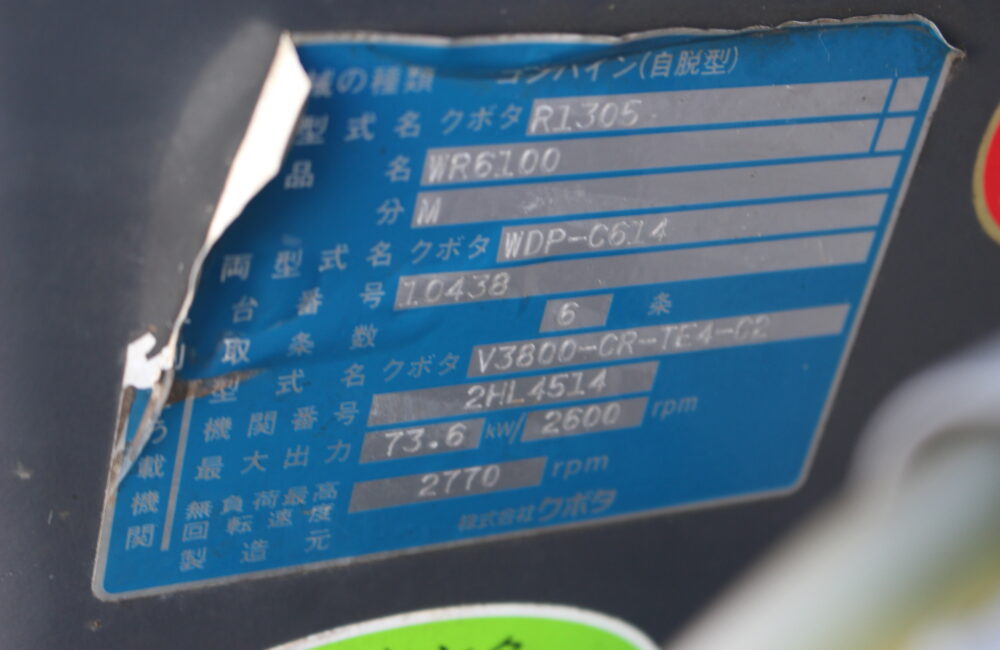 械の種類 コンバイン(自脱型)
型式名 クボタ R1305
品名 WR6100
分 M
両型式名 クボタ WDP-C614
台番号 10438
取条数 6 条
型式名 クボタ V3800-CR-TE4-C2
機関番号 2HL4514
最大出力 73.6 kW/ 2600 rpm
無負荷最高回転速度 2770 rpm
載機関
製造元 株式会社クボタ